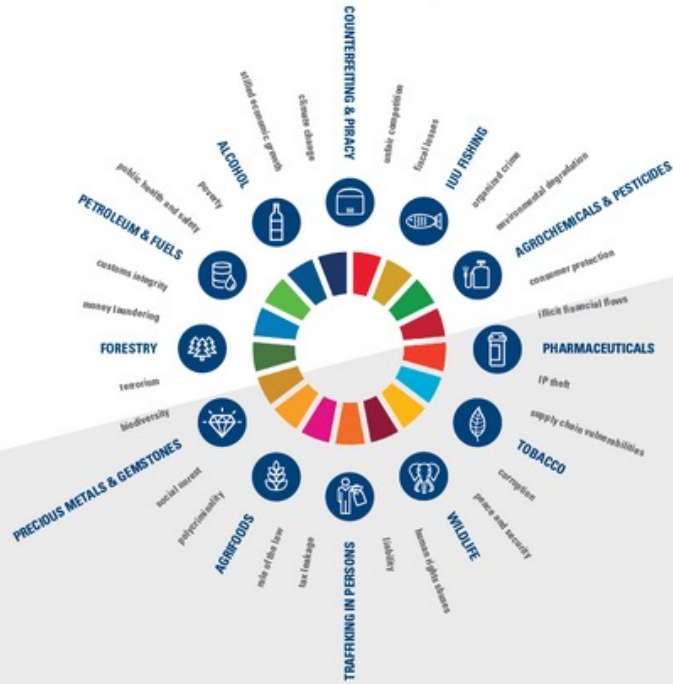 COUNTERFEITING & PIRACY
unfair competition
fiscal losses
IUU FISHING
organized crime
environmental degradation
AGROCHEMICALS & PESTICIDES
consumer protection
illicit financial flows
PHARMACEUTICALS
IP theft
supply chain vulnerabilities
TOBACCO
corruption
peace and security
WILDLIFE
human rights abuses
liability
TRAFFIKING IN PERSONS
tax leakage
rule of the law
AGRIFOODS
polycriminality
social unrest
PRECIOUS METALS & GEMSTONES
biodiversity
terrorism
FORESTRY
money laundering
customs integrity
PETROLEUM & FUELS
public health and safety
poverty
ALCOHOL
stifled economic growth
climate change